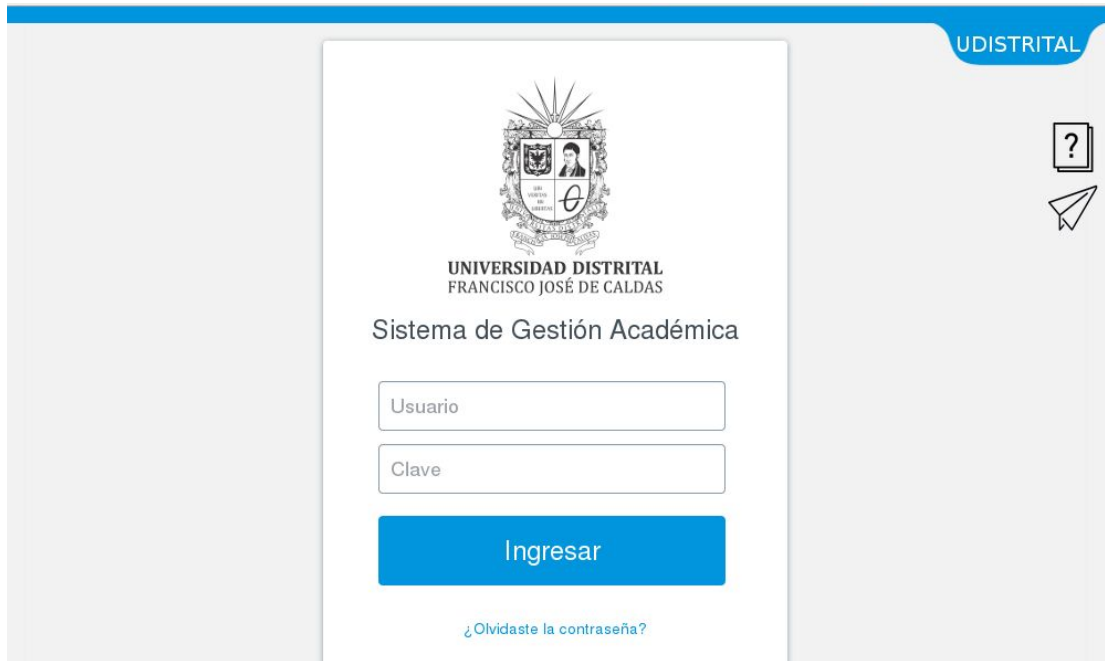 UDISTRITAL
?
UNIVERSIDAD DISTRITAL
FRANCISCO JOSÉ DE CALDAS
Sistema de Gestión Académica
Usuario
Clave
Ingresar
¿Olvidaste la contraseña?